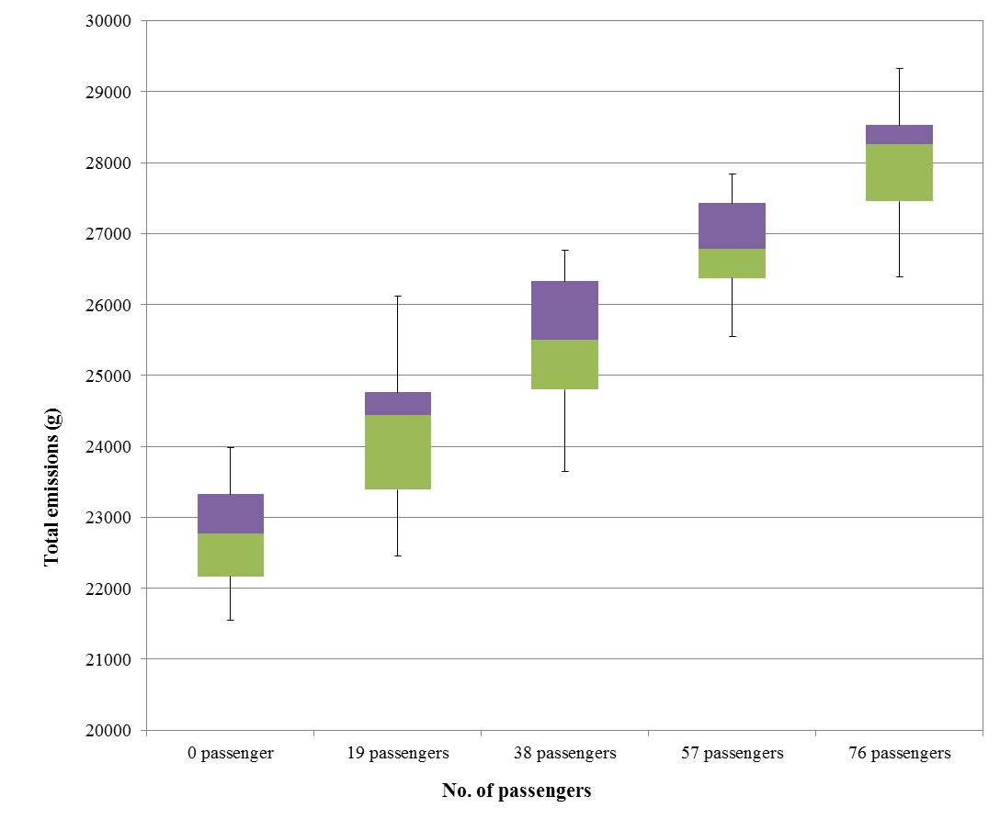 30000
29000
28000
27000
26000
25000
24000
23000
22000
21000
20000
Total emissions (g)
0 passenger
19 passengers
38 passengers
57 passengers
76 passengers
No. of passengers